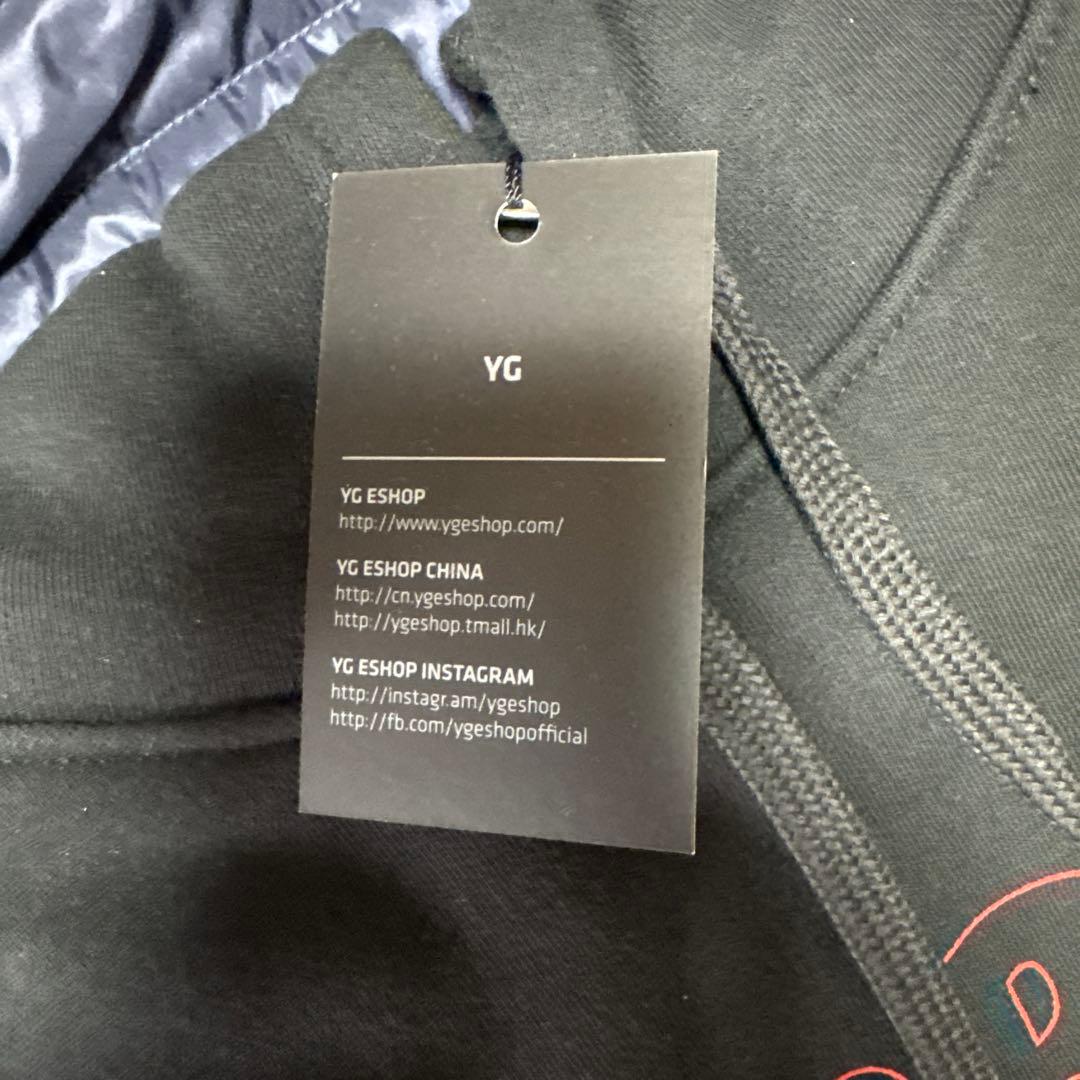 YG
YG ESHOP
http://www.ygeshop.com/
YG ESHOP CHINA
http://cn.ygeshop.com/
http://ygeshop.tmall.hk/
YG ESHOP INSTAGRAM
http://instagr.am/ygeshop
http://fb.com/ygeshopofficial
D